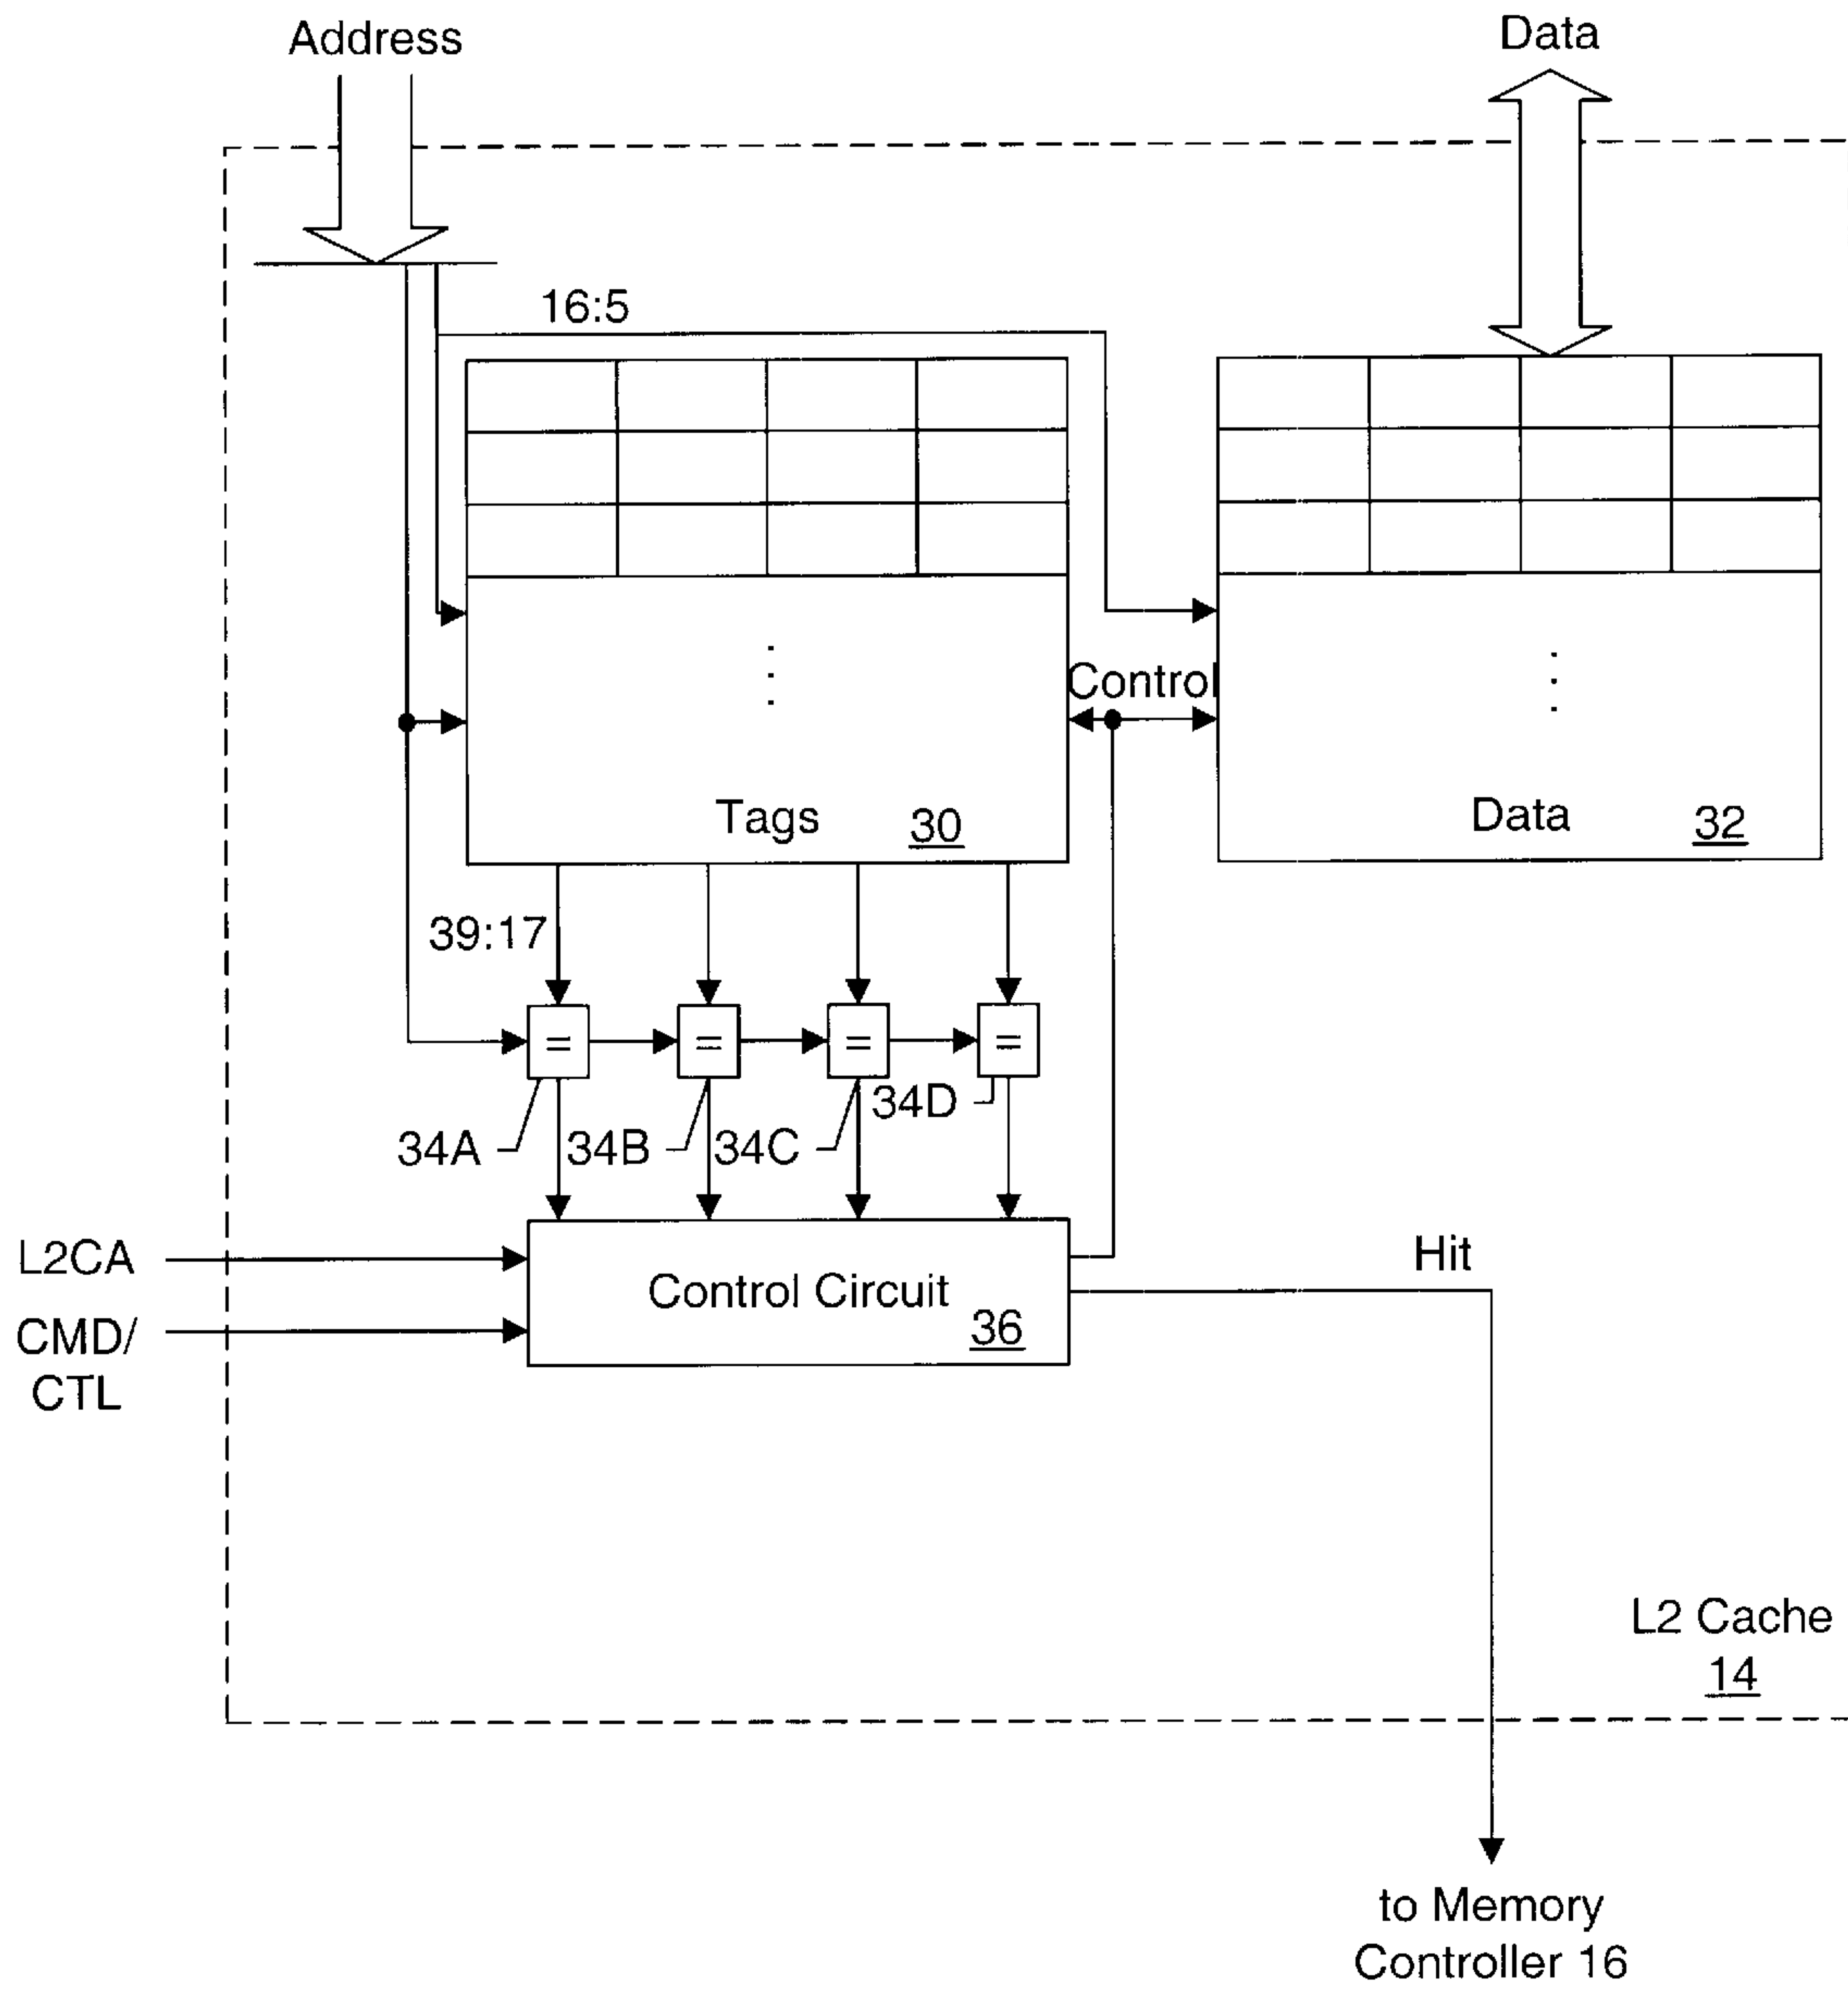 Address
Data
16:5
Control
Tags
30
Data
32
39:17
=
=
=
=
34A
34B
34C
34D
L2CA
CMD/
CTL
Control Circuit
36
Hit
L2 Cache
14
to Memory
Controller 16